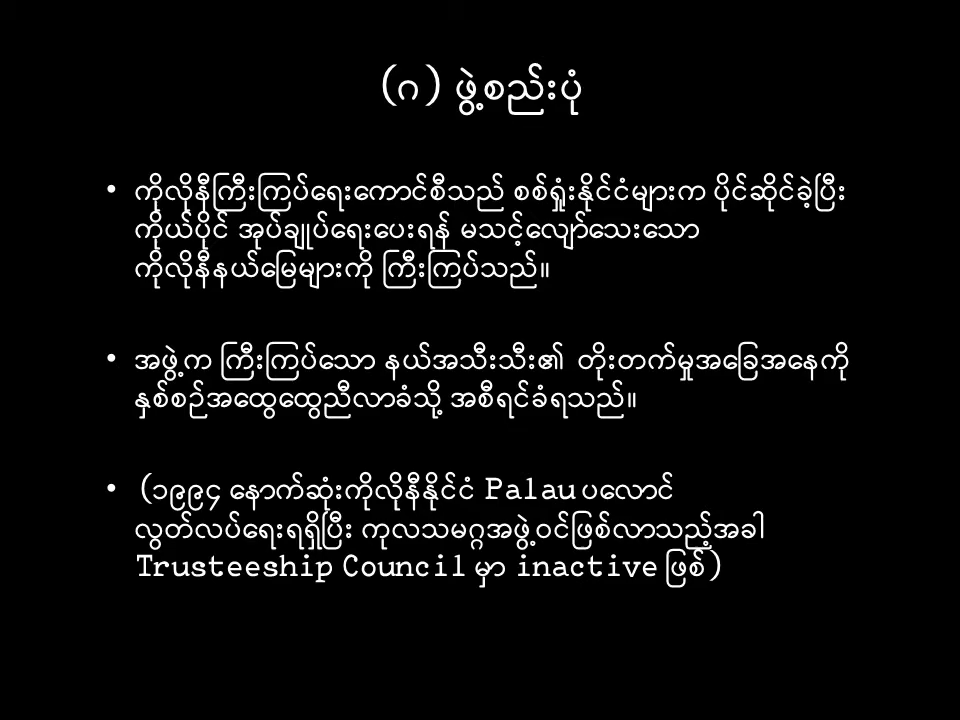 (ဂ) ဖွဲ့စည်းပုံ
• ကိုလိုနီကြီးကြပ်ရေးကောင်စီသည် စစ်ရှုံးနိုင်ငံများက ပိုင်ဆိုင်ခဲ့ပြီး
ကိုယ်ပိုင် အုပ်ချုပ်ရေးပေးရန် မသင့်လျော်သေးသော
ကိုလိုနီနယ်မြေများကို ကြီးကြပ်သည်။
• အဖွဲ့က ကြီးကြပ်သော နယ်အသီးသီး၏ တိုးတက်မှုအခြေအနေကို
နှစ်စဉ်အထွေထွေညီလာခံသို့ အစီရင်ခံရသည်။
• (၁၉၉၄ နောက်ဆုံးကိုလိုနီနိုင်ငံ Palau ပလောင်
လွတ်လပ်ရေးရရှိပြီး ကုလသမဂ္ဂအဖွဲ့ဝင်ဖြစ်လာသည့်အခါ
Trusteeship Council မှာ inactive ဖြစ်)